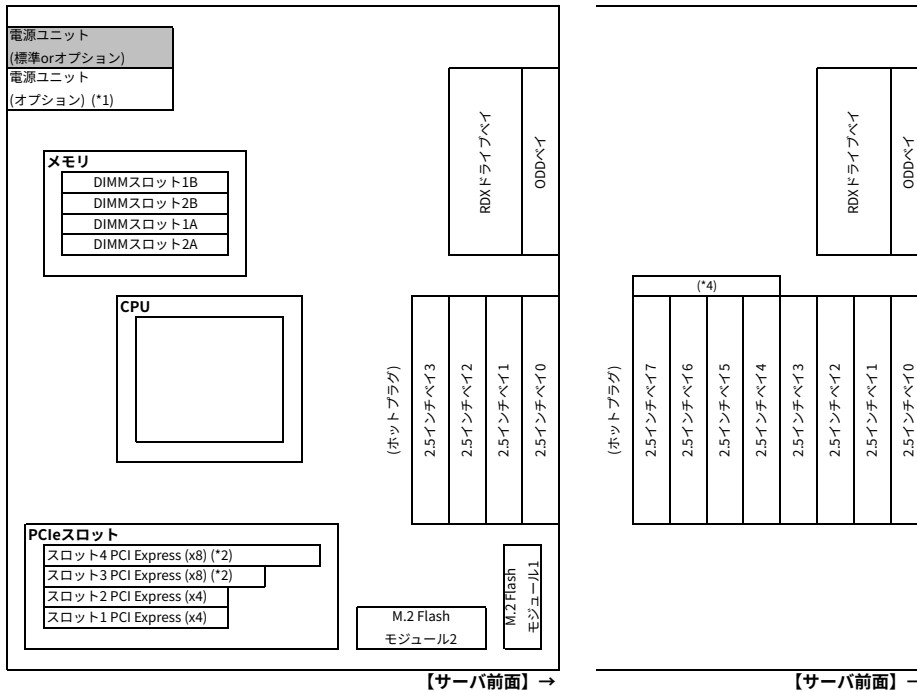 電源ユニット
(標準orオプション)
電源ユニット
(オプション) (*1)
メモリ
DIMMスロット1B
DIMMスロット2B
DIMMスロット1A
DIMMスロット2A
CPU
PCIeスロット
スロット4 PCI Express (x8) (*2)
スロット3 PCI Express (x8) (*2)
スロット2 PCI Express (x4)
スロット1 PCI Express (x4)
RDXドライブベイ
ODDベイ
(ホットプラグ)
2.5インチベイ3
2.5インチベイ2
2.5インチベイ1
2.5インチベイ0
M.2 Flash
モジュール2
M.2 Flash
モジュール1
【サーバ前面】→
RDXドライブベイ
ODDベイ
(*4)
(ホットプラグ)
2.5インチベイ7
2.5インチベイ6
2.5インチベイ5
2.5インチベイ4
2.5インチベイ3
2.5インチベイ2
2.5インチベイ1
2.5インチベイ0
【サーバ前面】→